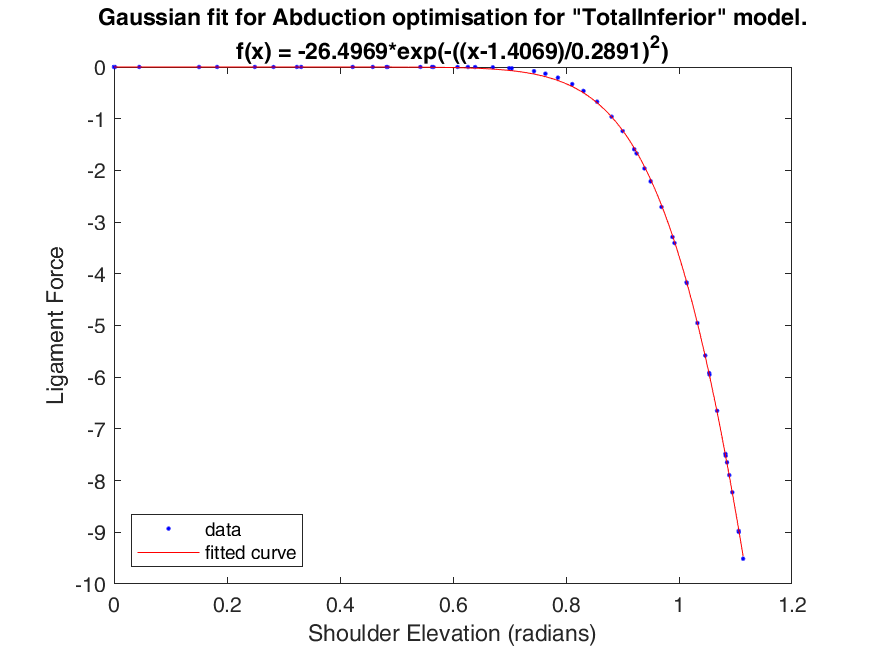 Gaussian fit for Abduction optimisation for "TotalInferior" model.
f(x) = -26.4969*exp(-((x-1.4069)/0.2891)²)
0
-1
-2
-3
-4
-5
-6
-7
-8
-9
-10
Ligament Force
data
fitted curve
0 0.2 0.4 0.6 0.8 1 1.2
Shoulder Elevation (radians)